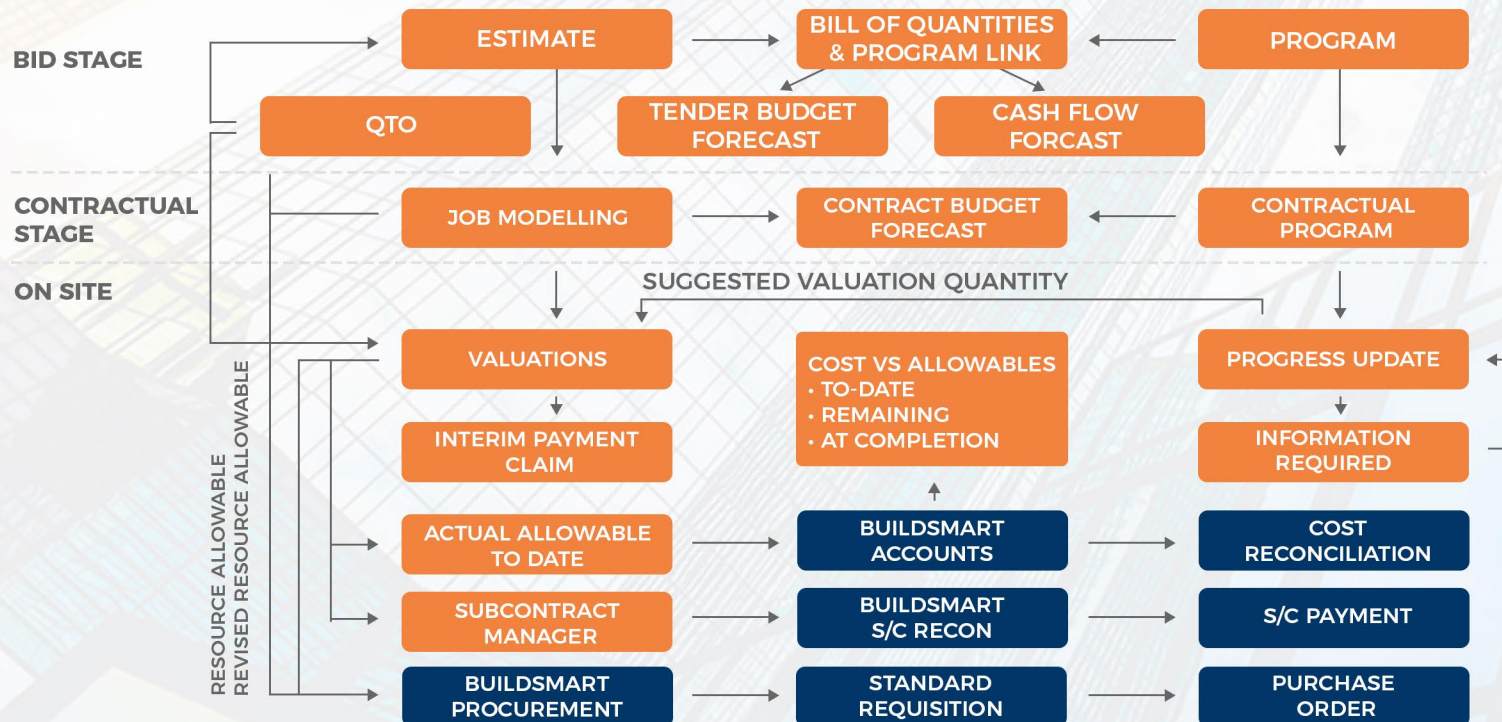 BID STAGE
ESTIMATE
BILL OF QUANTITIES
& PROGRAM LINK
PROGRAM
QTO
TENDER BUDGET
FORECAST
CASH FLOW
FORCAST
CONTRACTUAL
STAGE
JOB MODELLING
CONTRACT BUDGET
FORECAST
CONTRACTUAL
PROGRAM
ON SITE
SUGGESTED VALUATION QUANTITY
VALUATIONS
COST VS ALLOWABLES
• TO-DATE
• REMAINING
• AT COMPLETION
PROGRESS UPDATE
INTERIM PAYMENT
CLAIM
INFORMATION
REQUIRED
RESOURCE ALLOWABLE
REVISED RESOURCE ALLOWABLE
ACTUAL ALLOWABLE
TO DATE
BUILDSMART
ACCOUNTS
COST
RECONCILIATION
SUBCONTRACT
MANAGER
BUILDSMART
S/C RECON
S/C PAYMENT
BUILDSMART
PROCUREMENT
STANDARD
REQUISITION
PURCHASE
ORDER